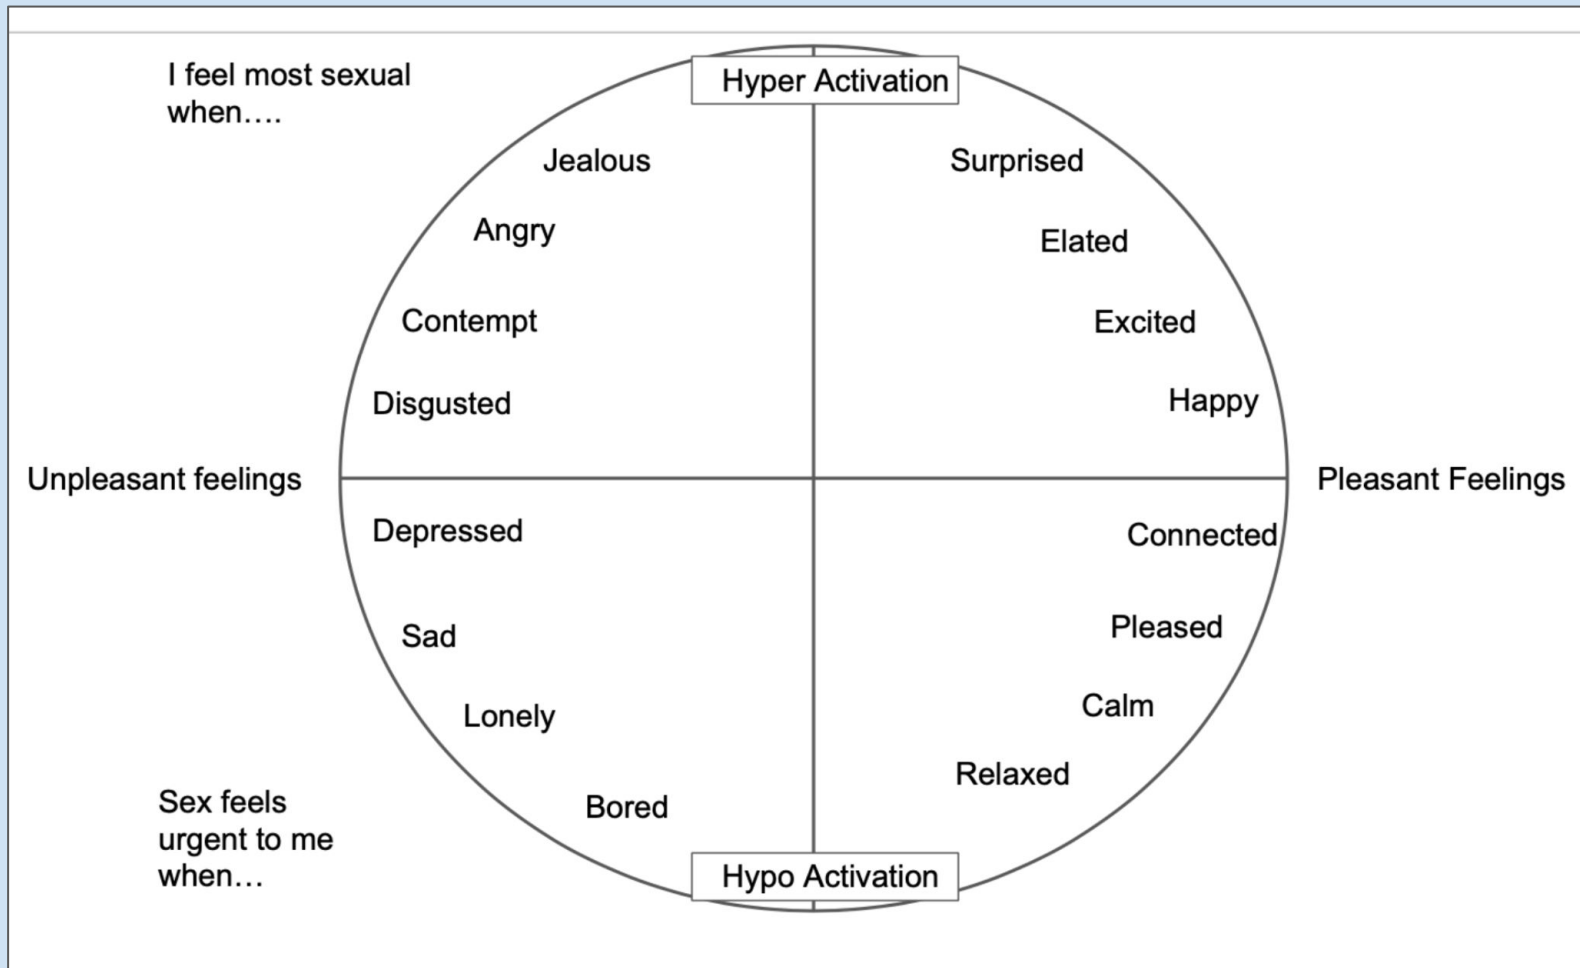 I feel most sexual
when....
Hyper Activation
Jealous
Surprised
Angry
Elated
Contempt
Excited
Disgusted
Happy
Unpleasant feelings
Pleasant Feelings
Depressed
Connected
Sad
Pleased
Lonely
Calm
Relaxed
Bored
Sex feels
urgent to me
when...
Hypo Activation